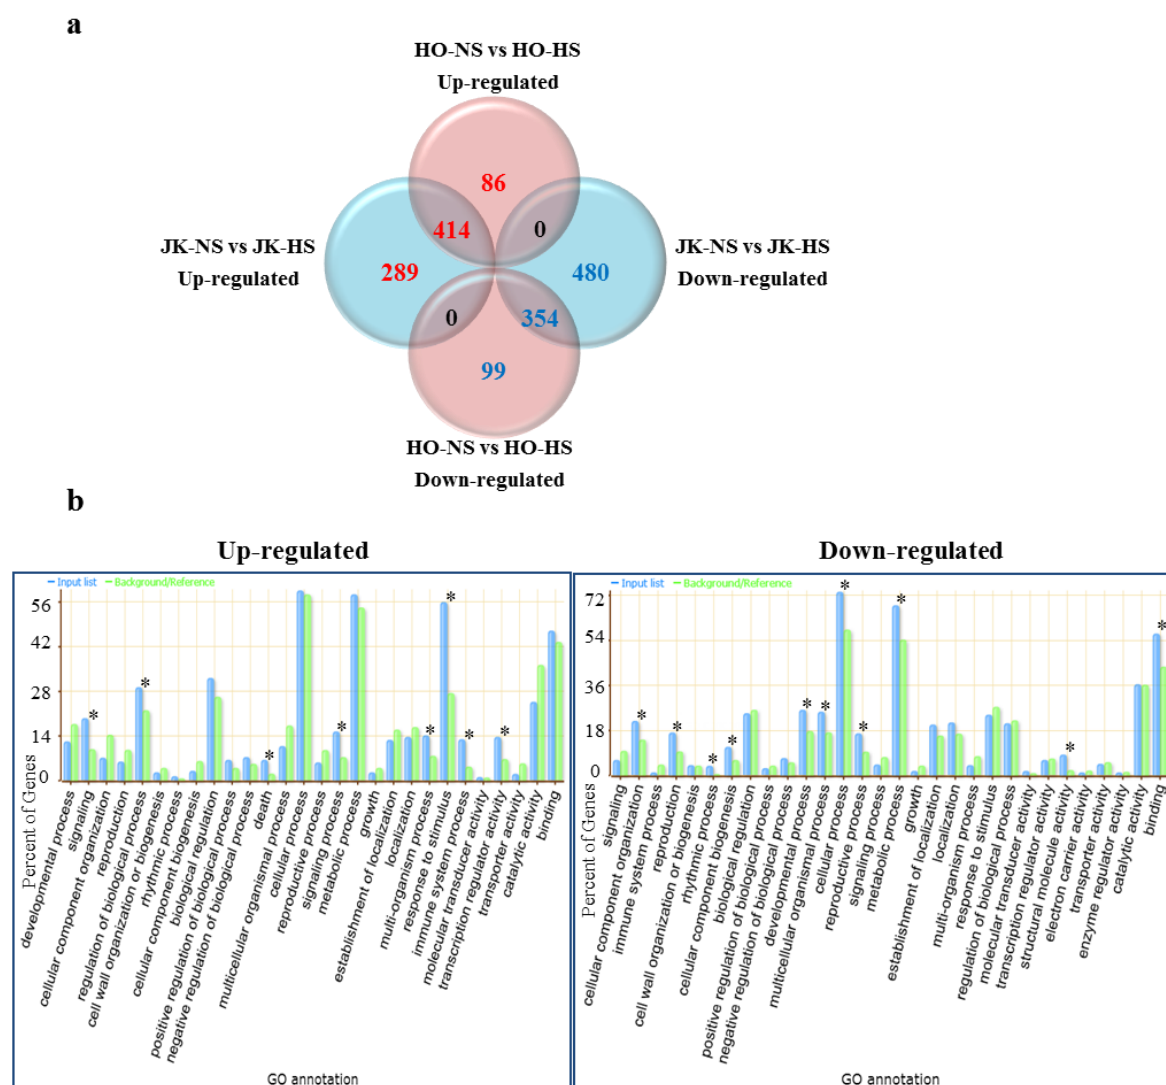 a
HO-NS vs HO-HS
Up-regulated
86
414
0
JK-NS vs JK-HS
Up-regulated
289
480
JK-NS vs JK-HS
Down-regulated
0
354
99
HO-NS vs HO-HS
Down-regulated
b
Up-regulated
Input list
Background/Reference
56
42
28
14
0
Percent of Genes
*
*
*
*
*
*
*
*
developmental process
signaling
cellular component organization
reproduction
regulation of biological process
cell wall organization or biogenesis
rhythmic process
cellular component biogenesis
biological regulation
positive regulation of biological process
negative regulation of biological process
death
multicellular organismal process
cellular process
reproductive process
signaling process
metabolic process
growth
establishment of localization
localization
multi-organism process
response to stimulus
immune system process
molecular transducer activity
transcription regulator activity
transporter activity
catalytic activity
binding
GO annotation
Down-regulated
Input list
Background/Reference
72
54
36
18
0
Percent of Genes
*
*
*
*
*
*
*
*
*
*
*
signaling
cellular component organization
immune system process
reproduction
cell wall organization or biogenesis
rhythmic process
cellular component biogenesis
biological regulation
positive regulation of biological process
negative regulation of biological process
developmental process
multicellular organismal process
cellular process
reproductive process
signaling process
metabolic process
growth
establishment of localization
localization
multi-organism process
response to stimulus
regulation of biological process
molecular transducer activity
transcription regulator activity
structural molecule activity
electron carrier activity
transporter activity
enzyme regulator activity
catalytic activity
binding
GO annotation